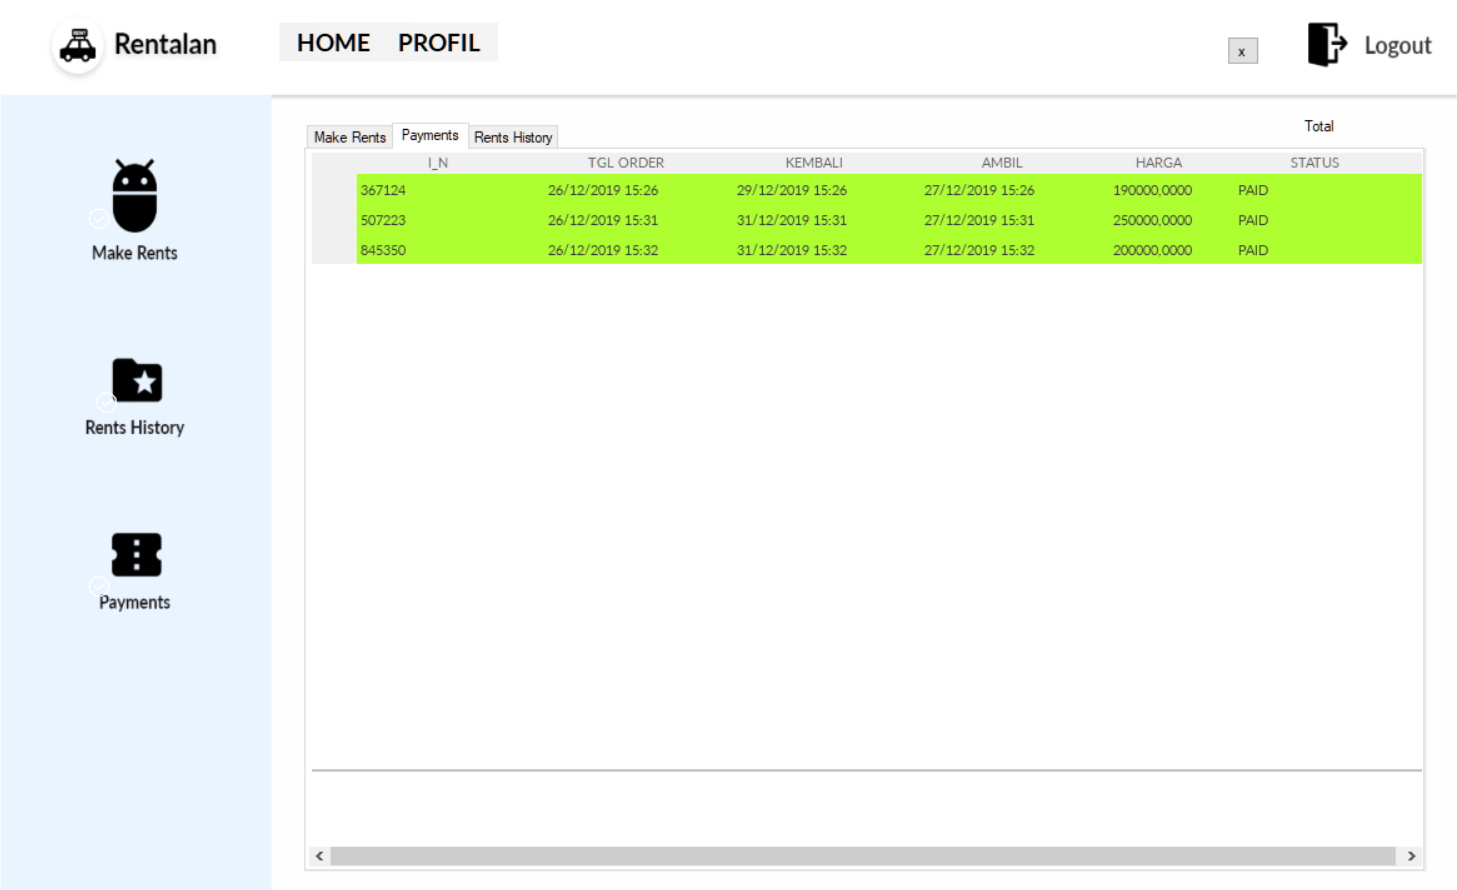 Rentalan
HOME PROFIL
x
Logout
Make Rents
Rents History
Payments
Make Rents Payments Rents History
Total
I_N TGL ORDER KEMBALI AMBIL HARGA STATUS
367124 26/12/2019 15:26 29/12/2019 15:26 27/12/2019 15:26 190000,0000 PAID
507223 26/12/2019 15:31 31/12/2019 15:31 27/12/2019 15:31 250000,0000 PAID
845350 26/12/2019 15:32 31/12/2019 15:32 27/12/2019 15:32 200000,0000 PAID